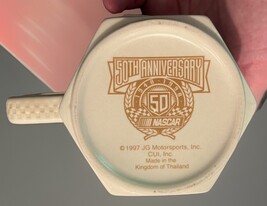 50TH ANNIVERSARY
50
NASCAR
© 1997 JG Motorsports, Inc.
CUI, Inc.
Made in the
Kingdom of Thailand